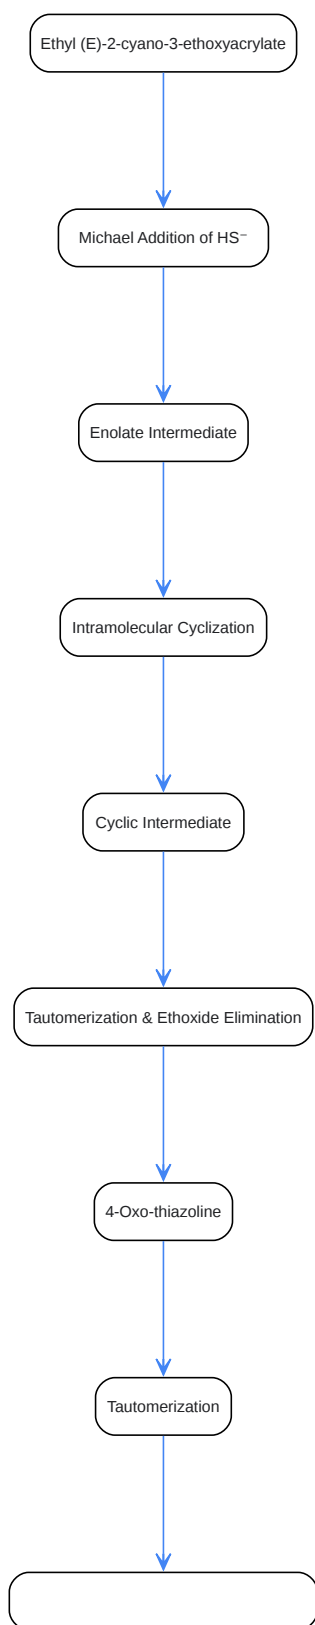 Ethyl (E)-2-cyano-3-ethoxyacrylate
Michael Addition of HS⁻
Enolate Intermediate
Intramolecular Cyclization
Cyclic Intermediate
Tautomerization & Ethoxide Elimination
4-Oxo-thiazoline
Tautomerization